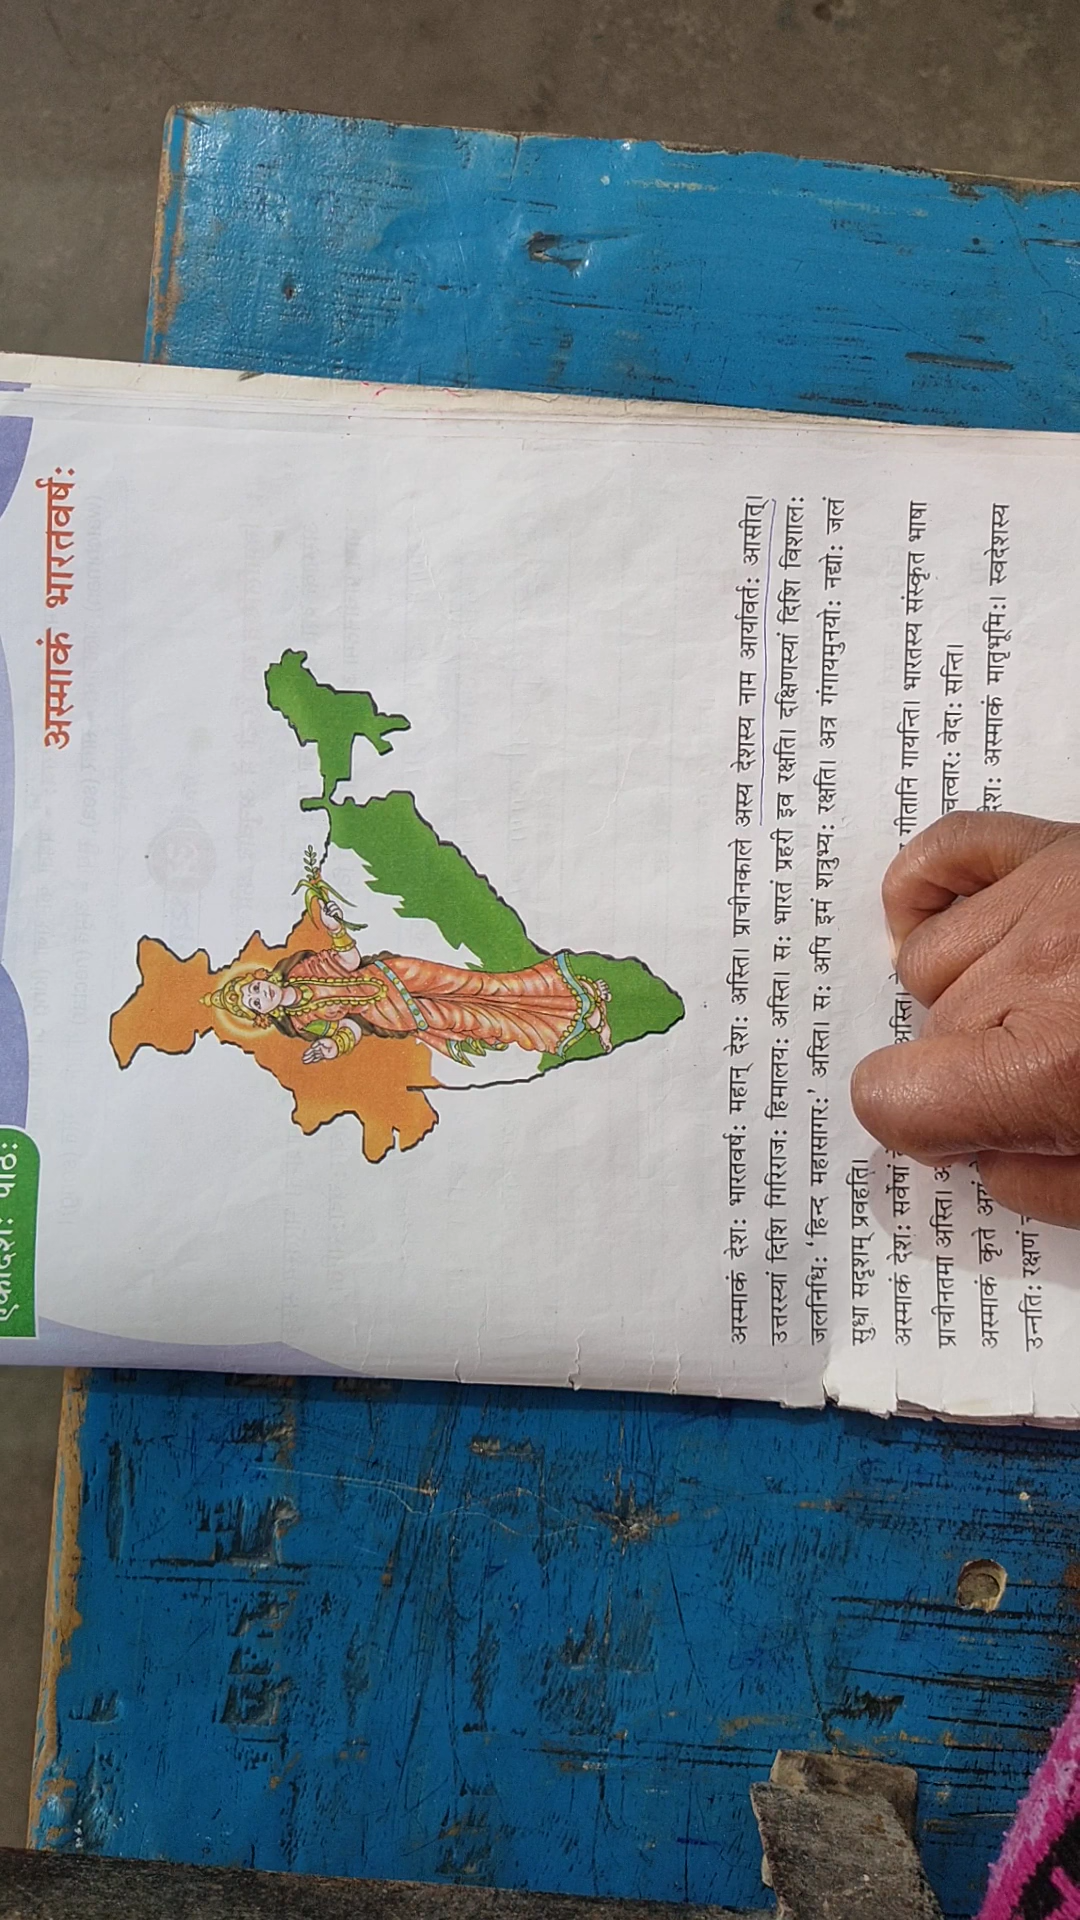 एकादशः पाठः
अस्माकं भारतवर्षः
अस्माकं देशः भारतवर्षः महान् देशः अस्ति। प्राचीनकाले अस्य देशस्य नाम आर्यावर्तः आसीत्।
उत्तरस्यां दिशि गिरिराजः हिमालयः अस्ति। सः भारतं प्रहरी इव रक्षति। दक्षिणस्यां दिशि विशालः
जलनिधिः 'हिन्द महासागरः' अस्ति। सः अपि इमं शत्रुभ्यः रक्षति। अत्र गंगायमुनयोः नद्योः जलं
सुधा सदृशम् प्रवहति।
अस्माकं देशः सर्वेषां अस्ति। गीतानि गायन्ति। भारतस्य संस्कृत भाषा
प्राचीनतमा अस्ति। चत्वारः वेदाः सन्ति।
अस्माकं कृते अयं देशः अस्माकं मातृभूमिः। स्वदेशस्य
उन्नतिः रक्षणं